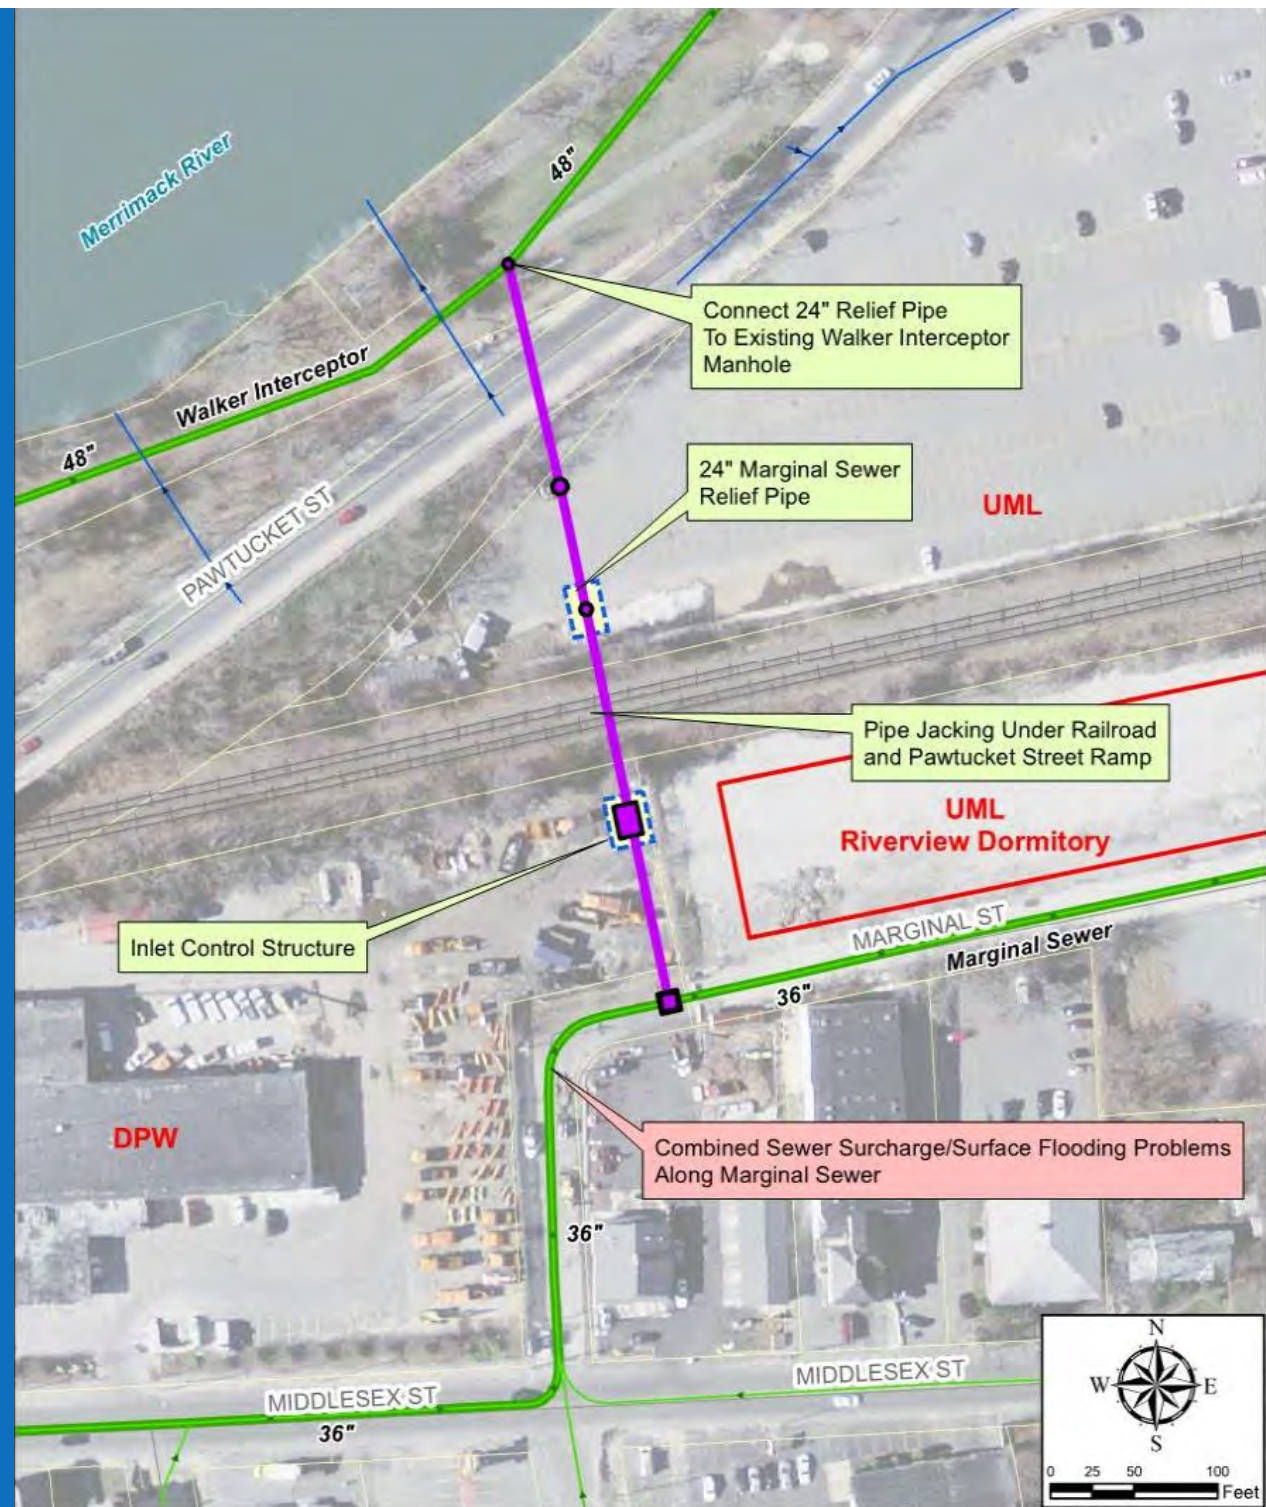 48"
Merrimack River
Connect 24" Relief Pipe
To Existing Walker Interceptor
Manhole
Walker Interceptor
48"
24" Marginal Sewer
Relief Pipe
UML
PAWTUCKET ST
Pipe Jacking Under Railroad
and Pawtucket Street Ramp
UML
Riverview Dormitory
Inlet Control Structure
MARGINAL ST
Marginal Sewer
36"
DPW
Combined Sewer Surcharge/Surface Flooding Problems
Along Marginal Sewer
36"
MIDDLESEX ST
MIDDLESEX ST
36"
N
W
E
S
0 25 50 100
Feet